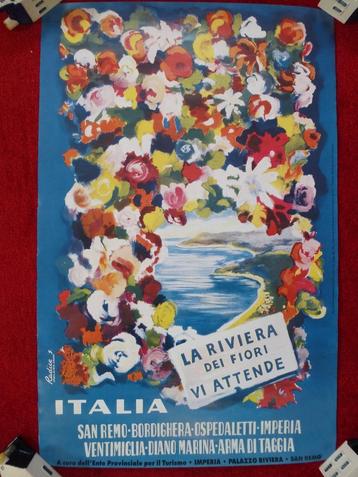 LA RIVIERA
DEI FIORI
VI ATTENDE
Radice
ITALIA
SAN REMO·BORDIGHERA·OSPEDALETTI·IMPERIA
VENTIMIGLIA·DIANO MARINA·ARMA DI TAGGIA
A cura dell'Ente Provinciale per il Turismo - IMPERIA - PALAZZO RIVIERA - SAN REMO